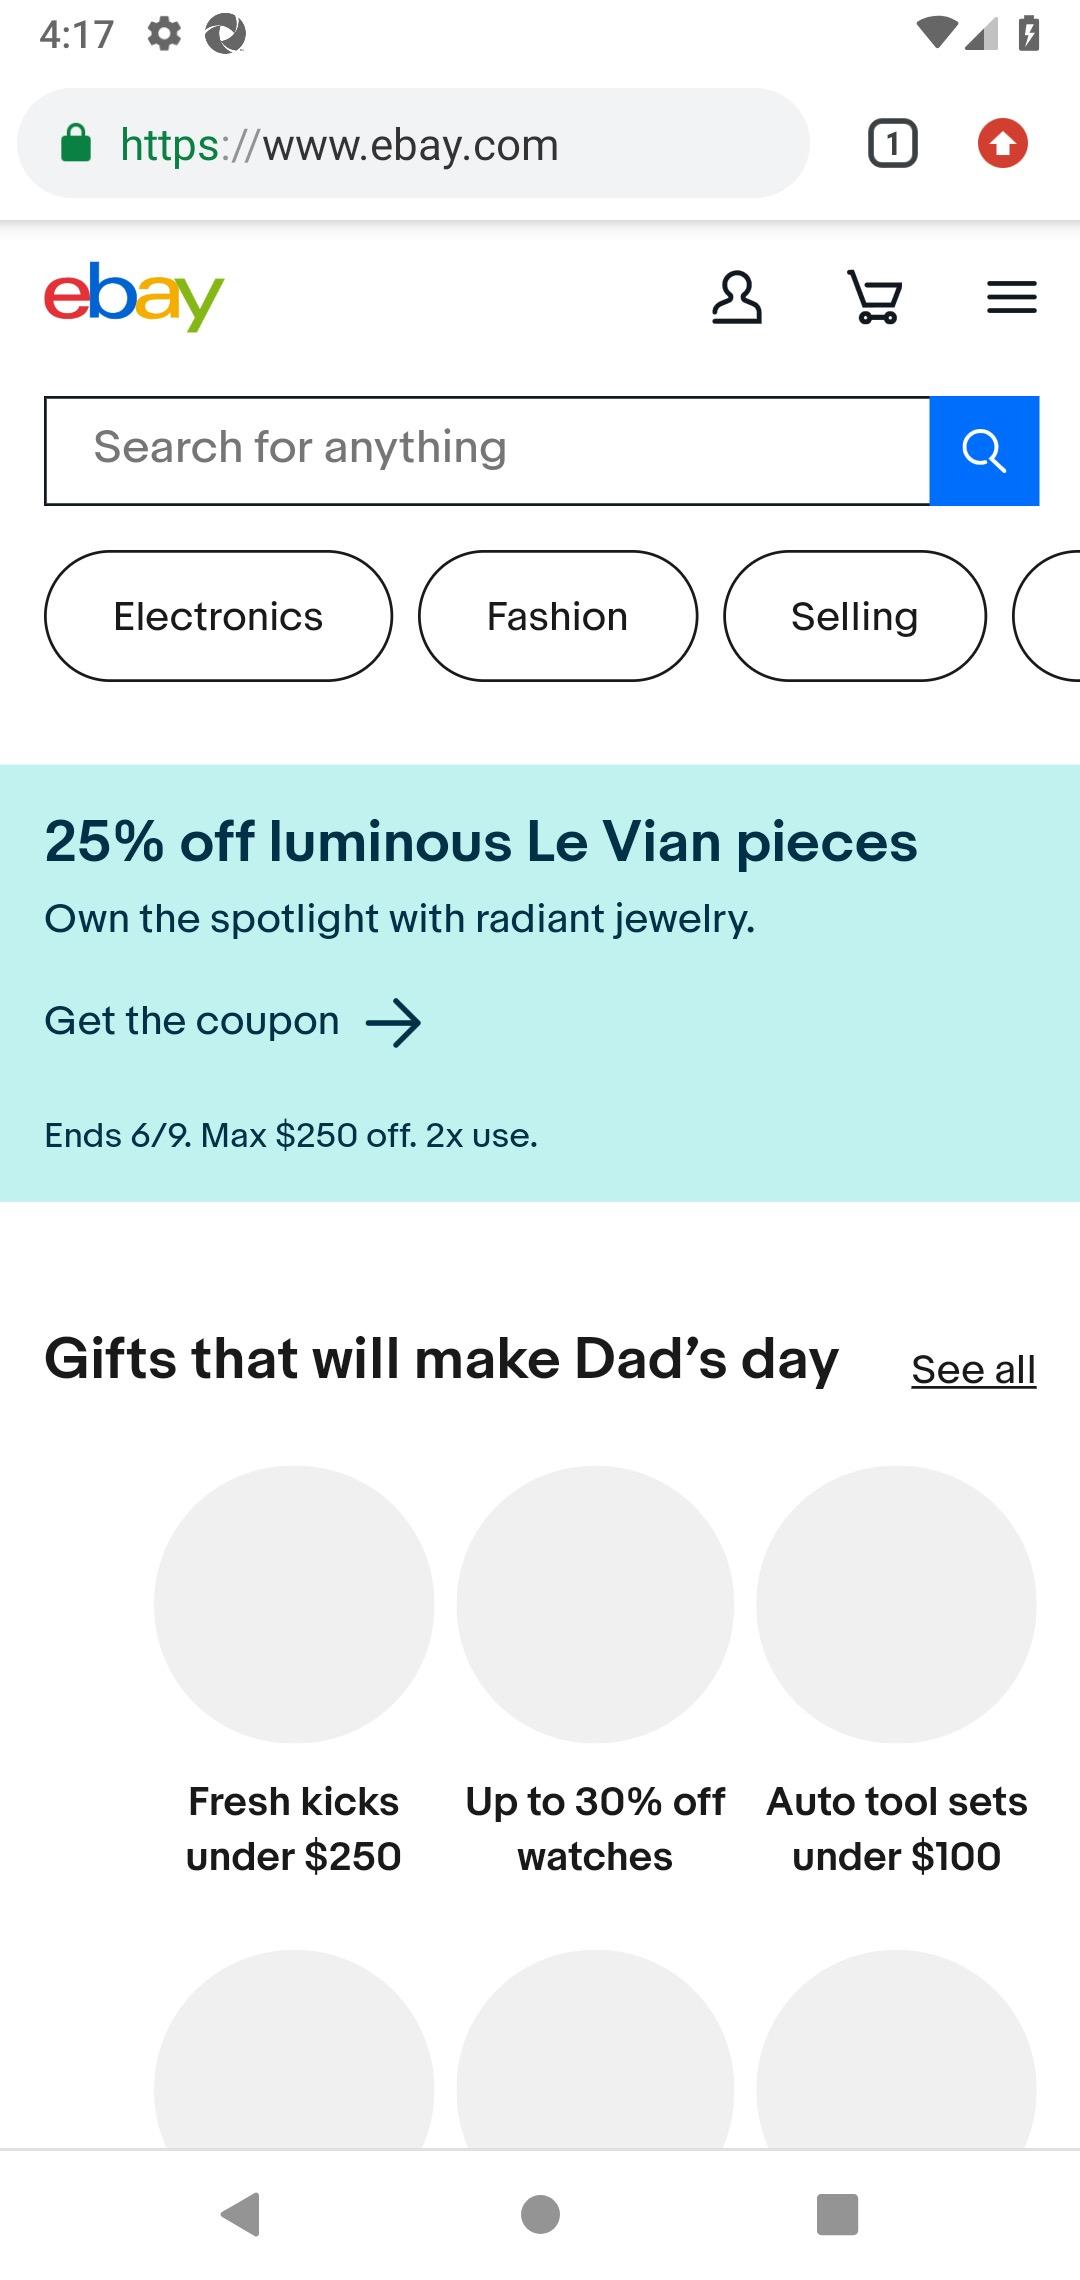 4:17
https://www.ebay.com
1
ebay
Search for anything
Electronics
Fashion
Selling
25% off luminous Le Vian pieces
Own the spotlight with radiant jewelry.
Get the coupon
Ends 6/9. Max $250 off. 2x use.
Gifts that will make Dad’s day
See all
Fresh kicks under $250
Up to 30% off watches
Auto tool sets under $100